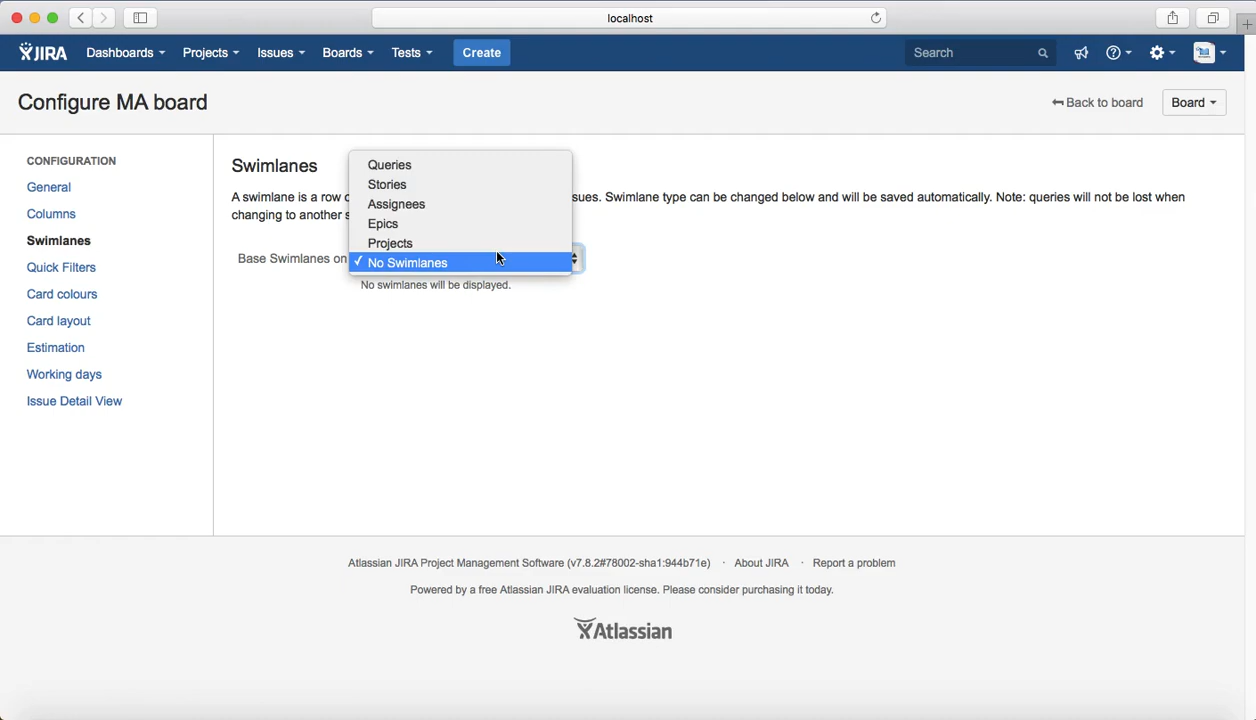 localhost
JIRA Dashboards Projects Issues Boards Tests Create Search
Configure MA board
Back to board Board
CONFIGURATION
General
Columns
Swimlanes
Quick Filters
Card colours
Card layout
Estimation
Working days
Issue Detail View
Swimlanes
A swimlane is a row sues. Swimlane type can be changed below and will be saved automatically. Note: queries will not be lost when
changing to another
Base Swimlanes on
Queries
Stories
Assignees
Epics
Projects
✓ No Swimlanes
No swimlanes will be displayed.
Atlassian JIRA Project Management Software (v7.8.2#78002-sha1:944b71e) · About JIRA · Report a problem
Powered by a free Atlassian JIRA evaluation license. Please consider purchasing it today.
Atlassian